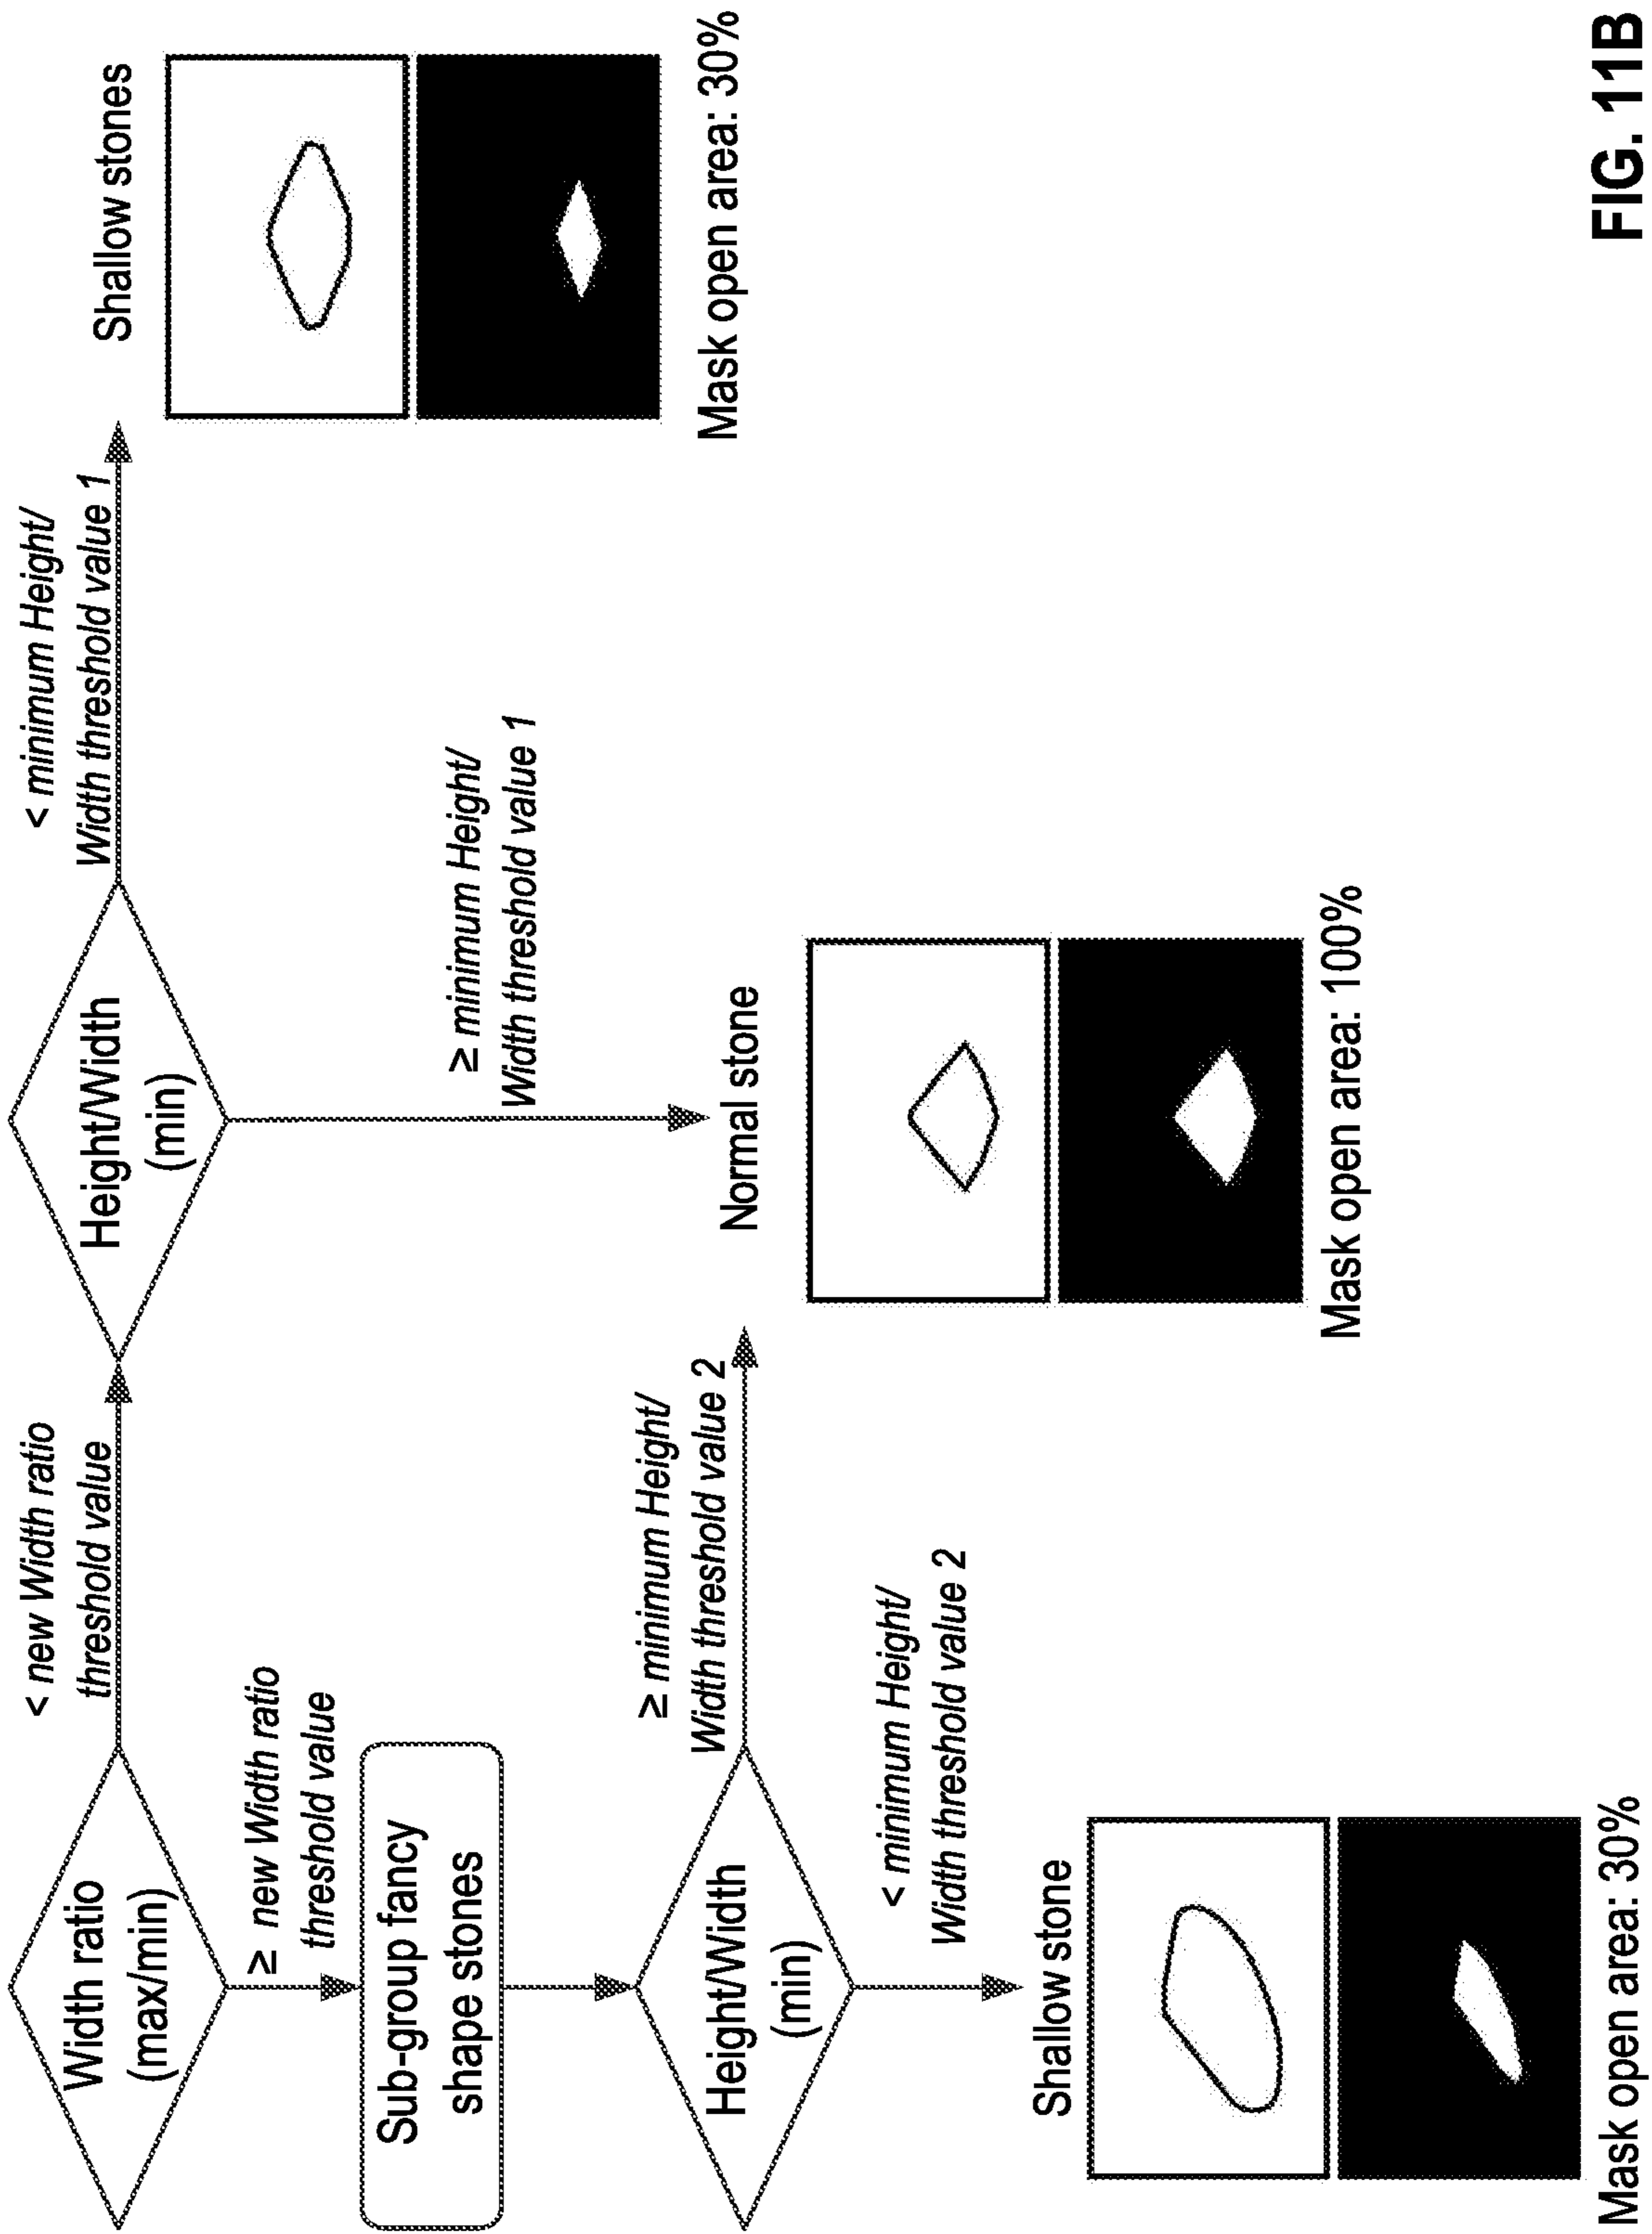 Width ratio
(max/min)
< new Width ratio
threshold value
Height/Width
(min)
< minimum Height/
Width threshold value 1
Shallow stones
Mask open area: 30%
≥ new Width ratio
threshold value
Sub-group fancy
shape stones
≥ minimum Height/
Width threshold value 1
Height/Width
(min)
≥ minimum Height/
Width threshold value 2
Normal stone
Mask open area: 100%
< minimum Height/
Width threshold value 2
Shallow stone
Mask open area: 30%
FIG. 11B